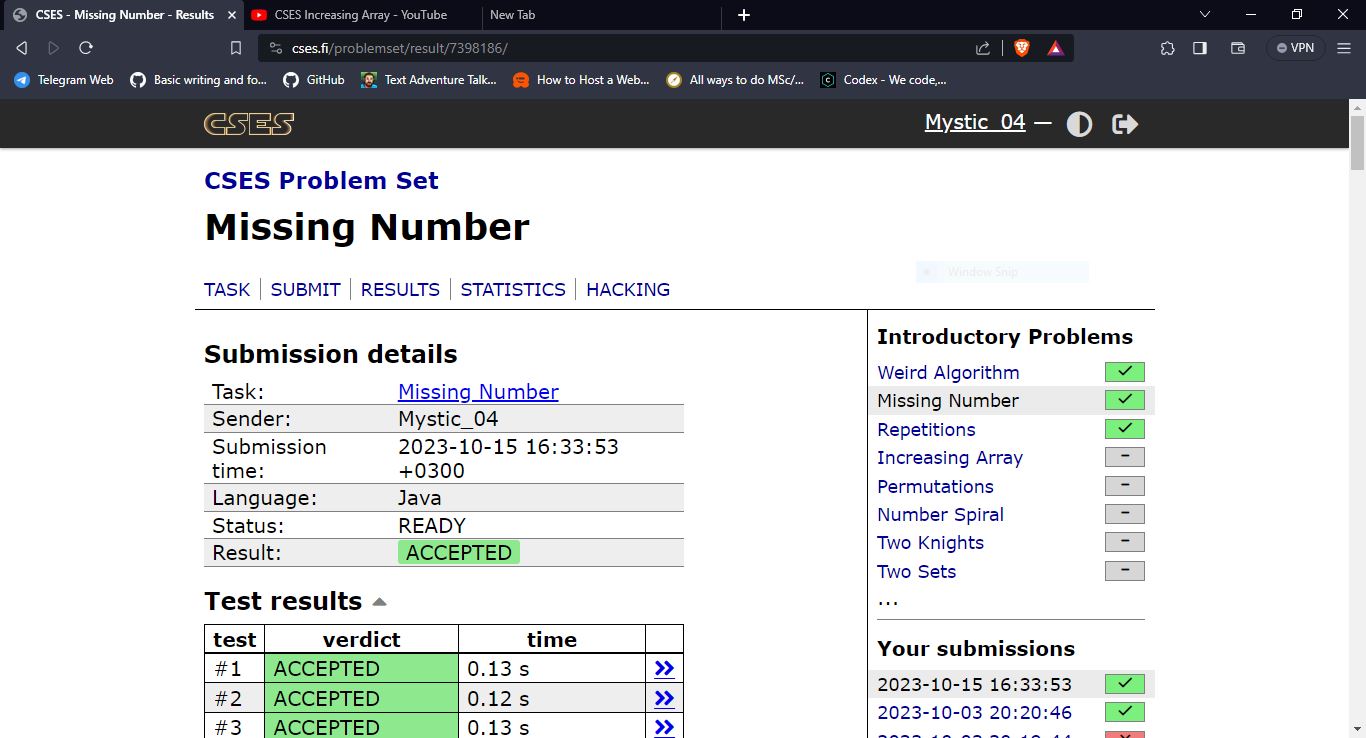 CSES - Missing Number - Results
CSES Increasing Array - YouTube
New Tab
cses.fi/problemset/result/7398186/
VPN
Telegram Web
Basic writing and fo...
GitHub
Text Adventure Talk...
How to Host a Web...
All ways to do MSc/...
Codex - We code,...
CSES
Mystic_04 —
CSES Problem Set
Missing Number
Window Snip
TASK | SUBMIT | RESULTS | STATISTICS | HACKING
Submission details
Task: Missing Number
Sender: Mystic_04
Submission time: 2023-10-15 16:33:53 +0300
Language: Java
Status: READY
Result: ACCEPTED
Test results
test verdict time
#1 ACCEPTED 0.13 s
#2 ACCEPTED 0.12 s
#3 ACCEPTED 0.13 s
Introductory Problems
Weird Algorithm
Missing Number
Repetitions
Increasing Array -
Permutations -
Number Spiral -
Two Knights -
Two Sets -
...
Your submissions
2023-10-15 16:33:53
2023-10-03 20:20:46